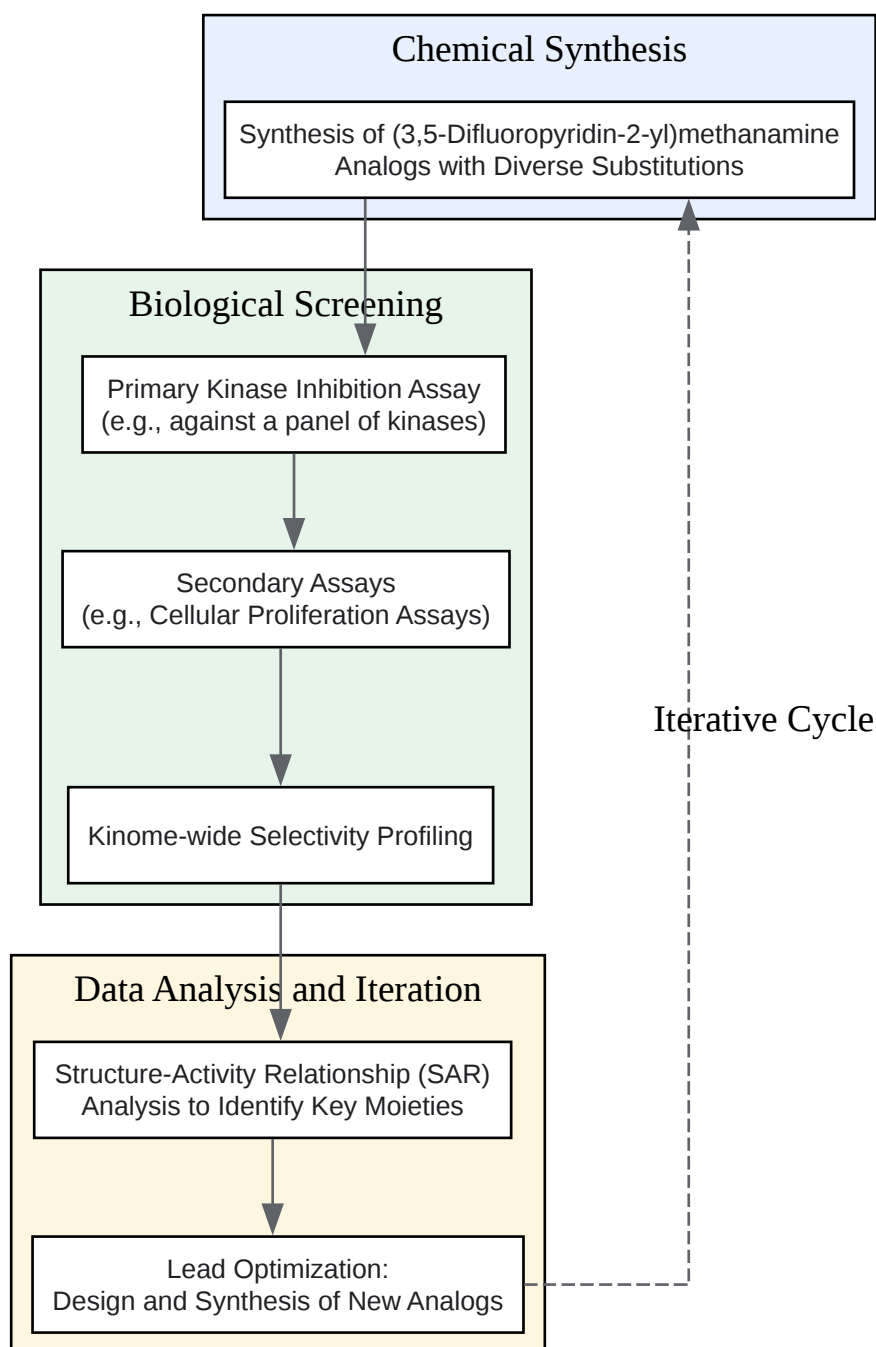 Chemical Synthesis
Synthesis of (3,5-Difluoropyridin-2-yl)methanamine
Analogs with Diverse Substitutions
Biological Screening
Primary Kinase Inhibition Assay
(e.g., against a panel of kinases)
Secondary Assays
(e.g., Cellular Proliferation Assays)
Iterative Cycle
Kinome-wide Selectivity Profiling
Data Analysis and Iteration
Structure-Activity Relationship (SAR)
Analysis to Identify Key Moieties
Lead Optimization:
Design and Synthesis of New Analogs